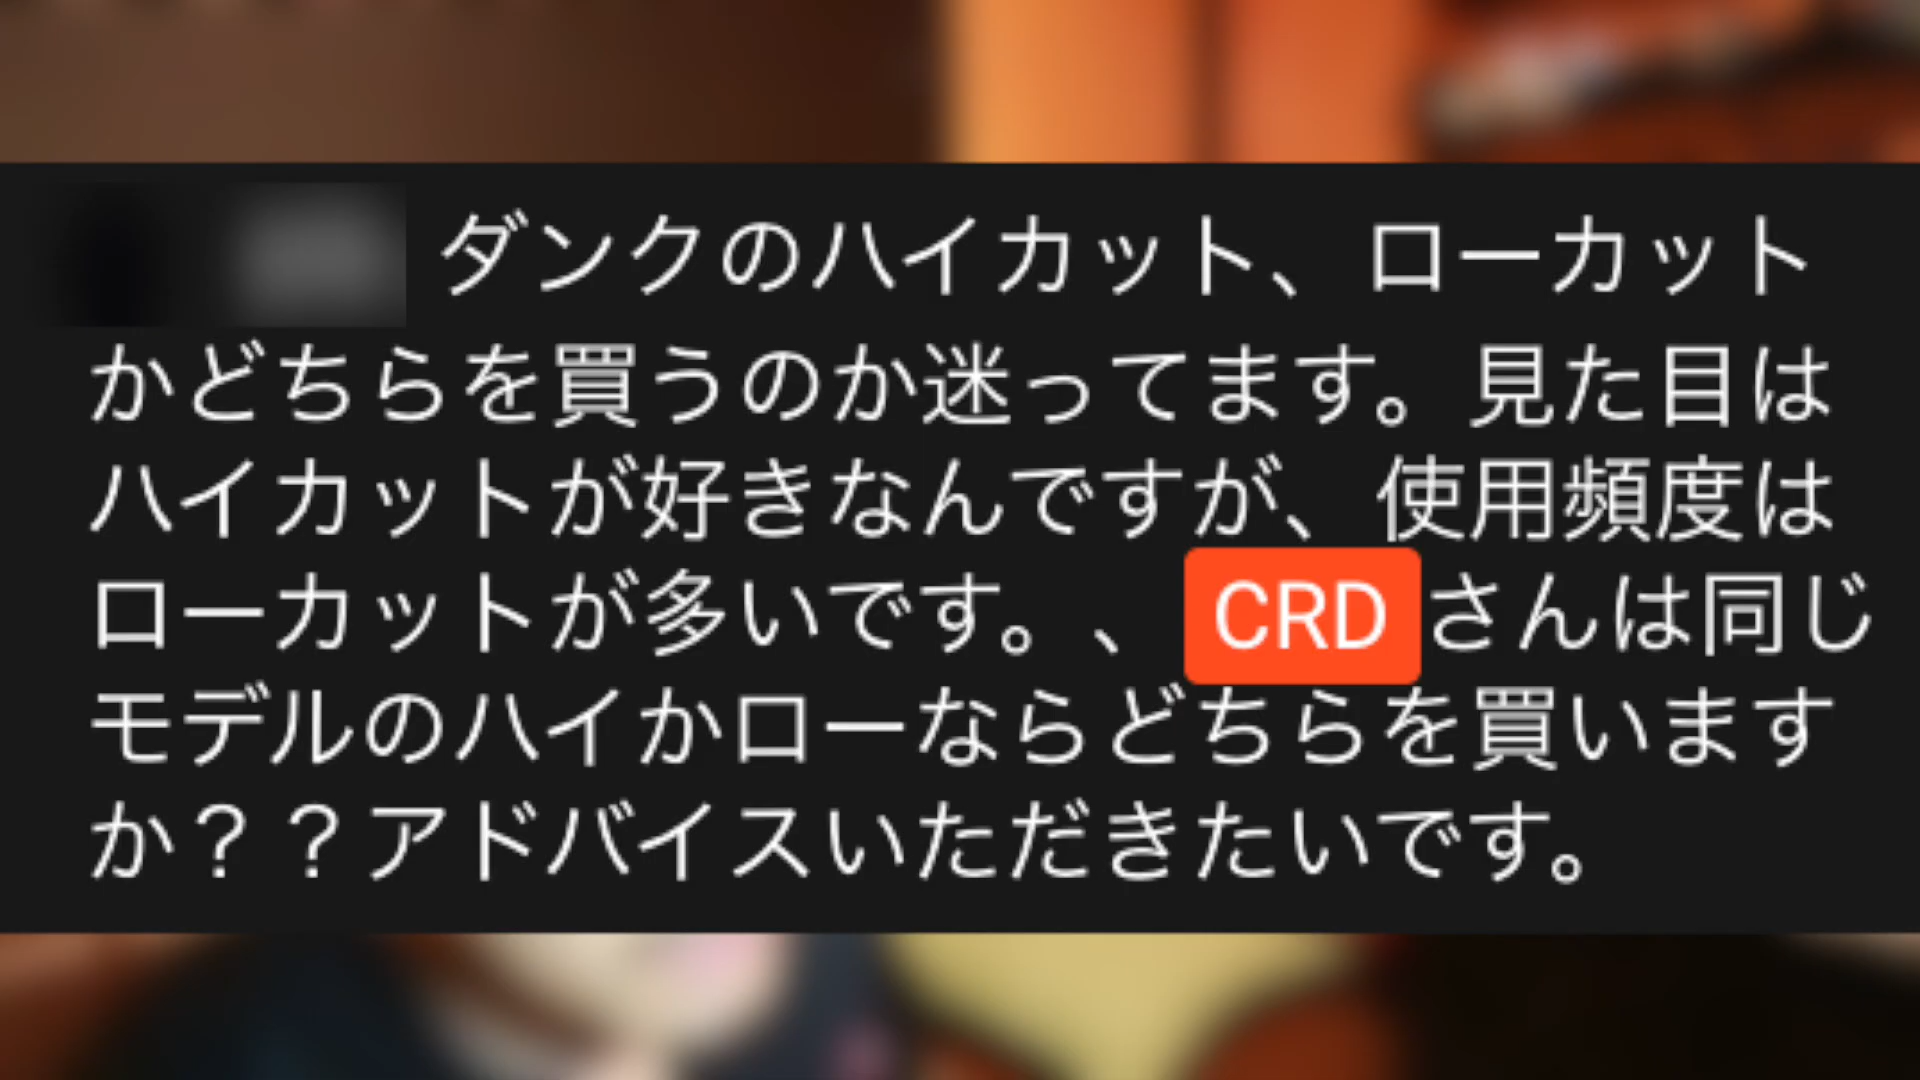 ダンクのハイカット、ローカット
かどちらを買うのか迷ってます。見た目は
ハイカットが好きなんですが、使用頻度は
ローカットが多いです。、CRDさんは同じ
モデルのハイかローならどちらを買います
か？？アドバイスいただきたいです。